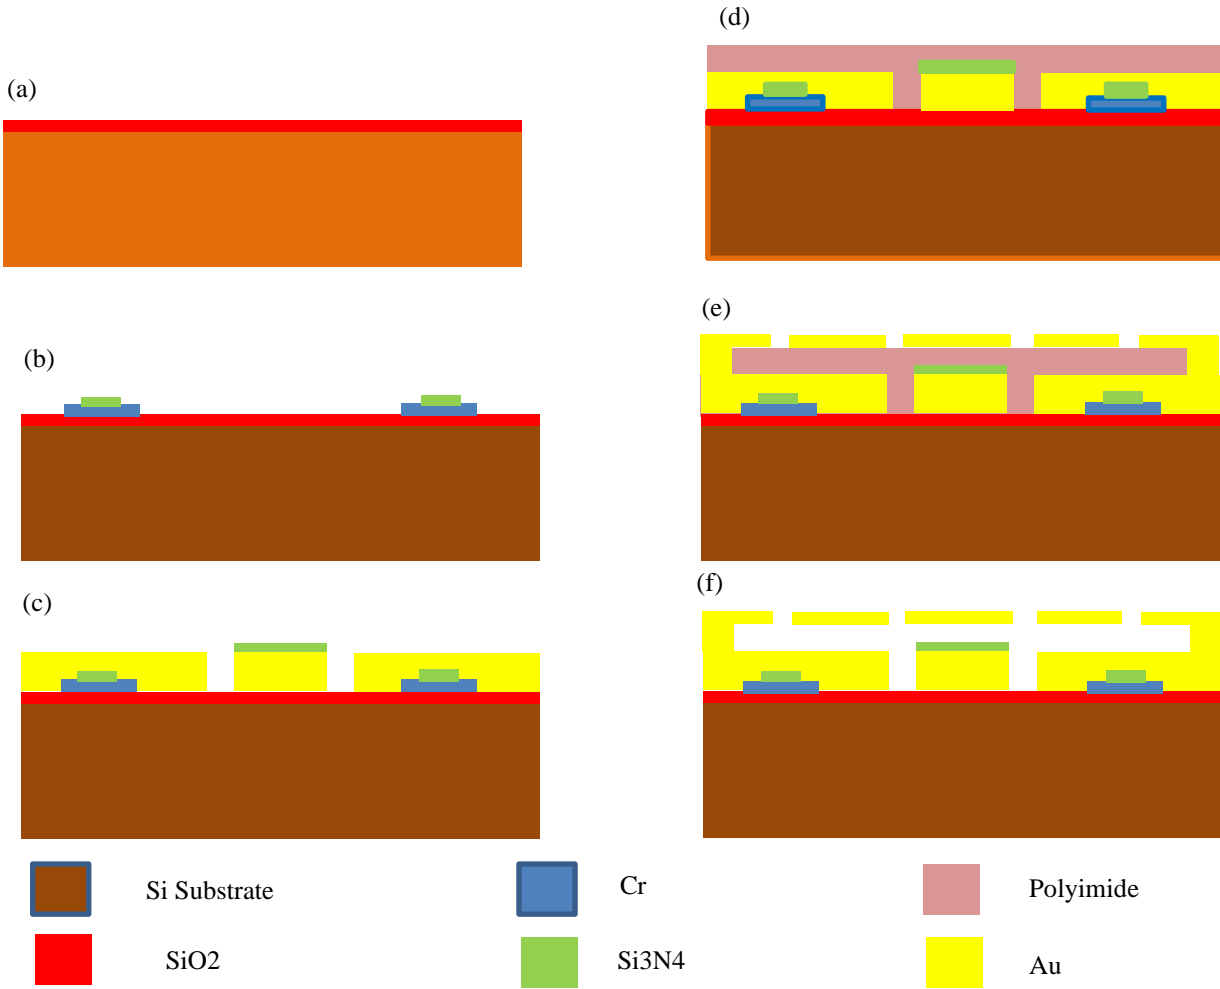 (a)
(b)
(c)
(d)
(e)
(f)
Si Substrate
Cr
Polyimide
SiO2
Si3N4
Au